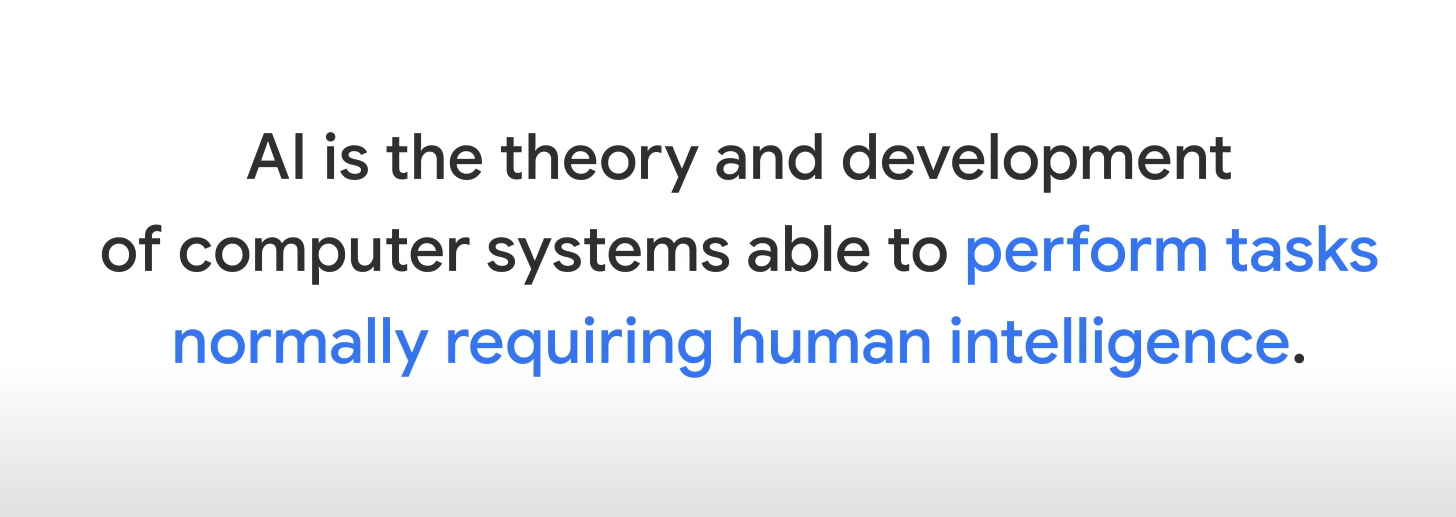 AI is the theory and development
of computer systems able to perform tasks
normally requiring human intelligence.